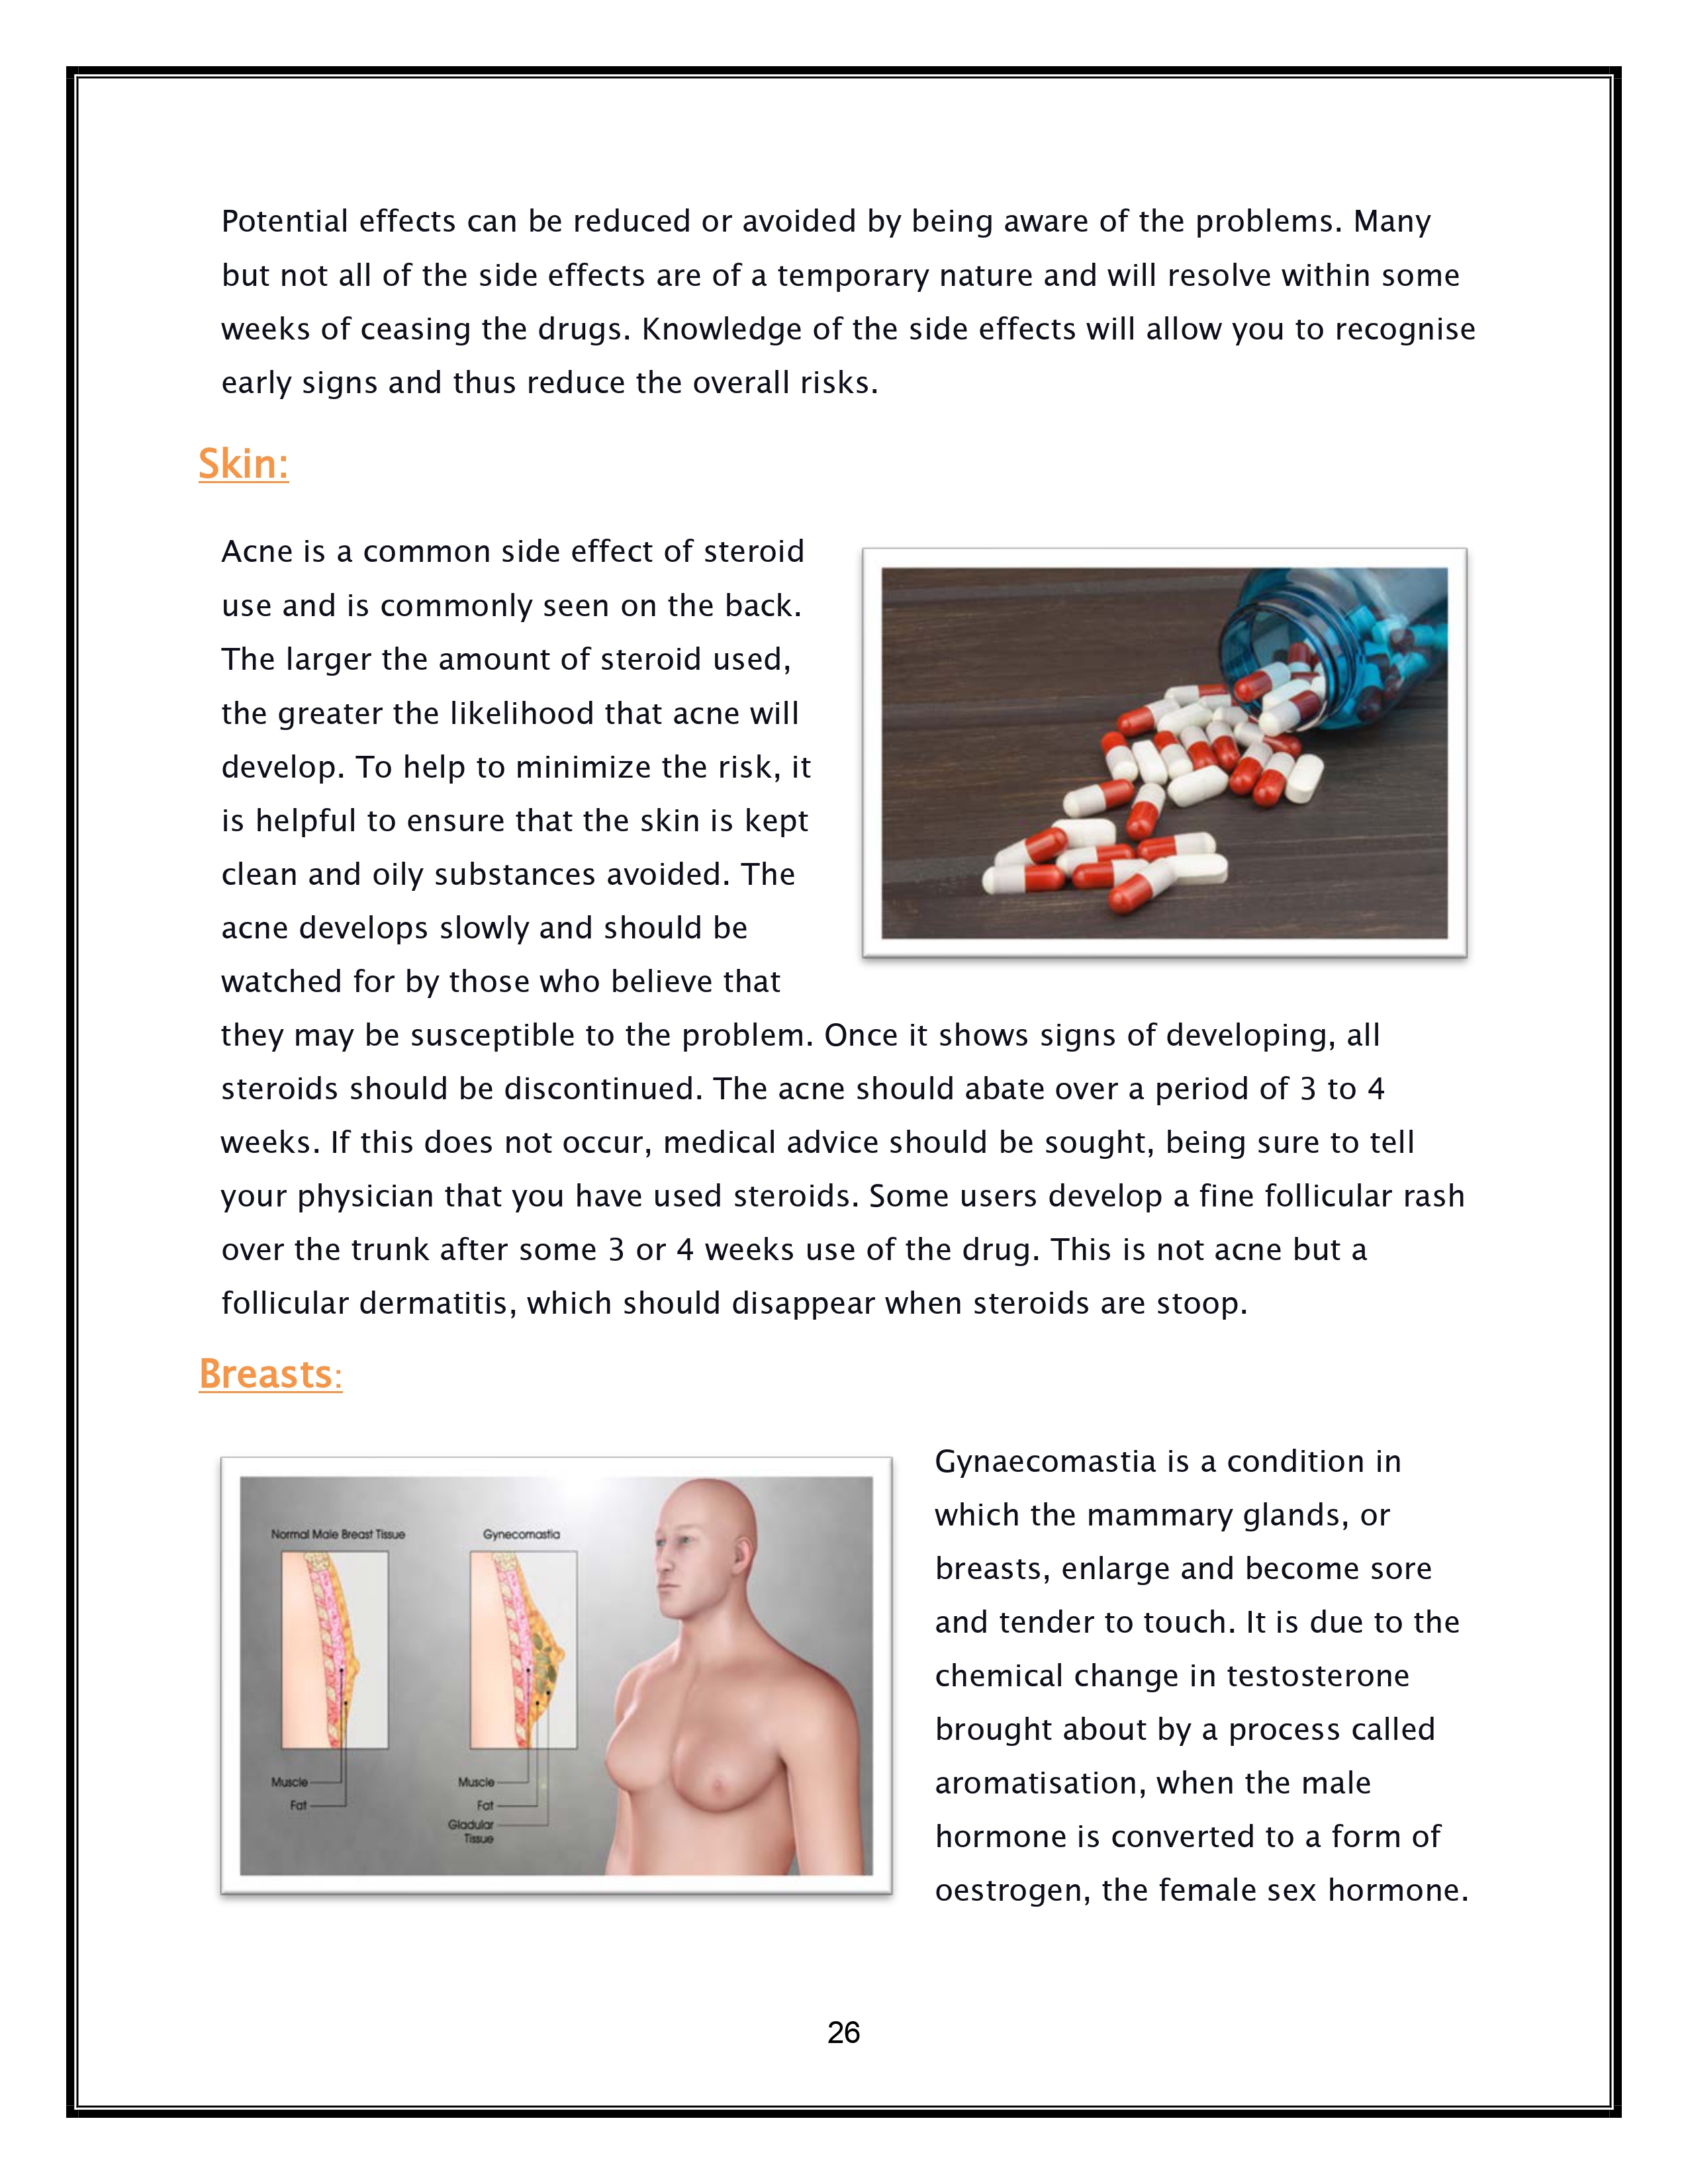 Potential effects can be reduced or avoided by being aware of the problems. Many
but not all of the side effects are of a temporary nature and will resolve within some
weeks of ceasing the drugs. Knowledge of the side effects will allow you to recognise
early signs and thus reduce the overall risks.
Skin:
Acne is a common side effect of steroid
use and is commonly seen on the back.
The larger the amount of steroid used,
the greater the likelihood that acne will
develop. To help to minimize the risk, it
is helpful to ensure that the skin is kept
clean and oily substances avoided. The
acne develops slowly and should be
watched for by those who believe that
they may be susceptible to the problem. Once it shows signs of developing, all
steroids should be discontinued. The acne should abate over a period of 3 to 4
weeks. If this does not occur, medical advice should be sought, being sure to tell
your physician that you have used steroids. Some users develop a fine follicular rash
over the trunk after some 3 or 4 weeks use of the drug. This is not acne but a
follicular dermatitis, which should disappear when steroids are stoop.
Breasts:
Normal Male Breast Tissue
Gynecomastia
Muscle
Fat
Muscle
Fat
Gladular
Tissue
Gynaecomastia is a condition in
which the mammary glands, or
breasts, enlarge and become sore
and tender to touch. It is due to the
chemical change in testosterone
brought about by a process called
aromatisation, when the male
hormone is converted to a form of
oestrogen, the female sex hormone.
26